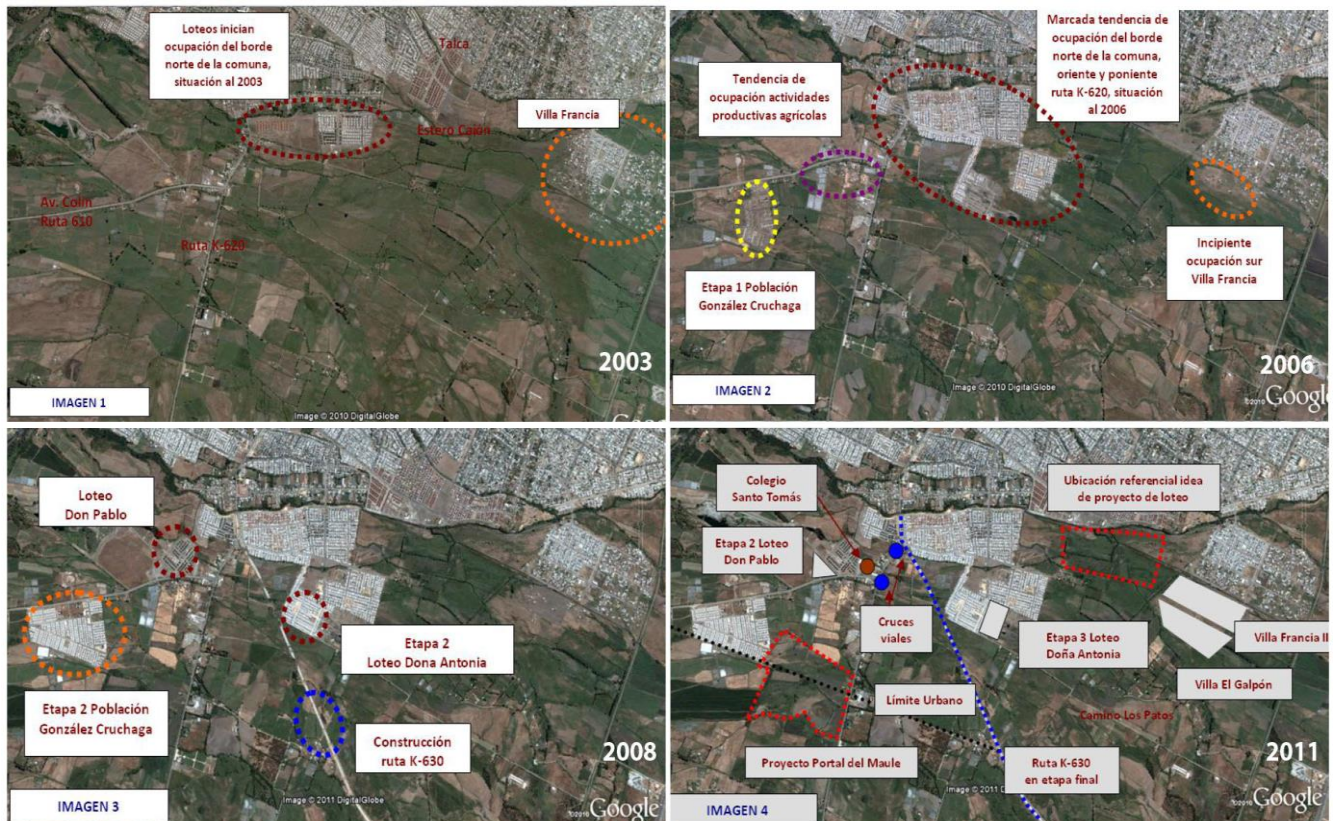 Loteos inician
ocupación del borde
norte de la comuna,
situación al 2003
Talca
Villa Francia
Estero Cajón
Av. Colín
Ruta 610
Ruta K-620
2003
IMAGEN 1
Image © 2010 DigitalGlobe
Google
Marcada tendencia de
ocupación del borde
norte de la comuna,
oriente y poniente
ruta K-620, situación
al 2006
Tendencia de
ocupación actividades
productivas agrícolas
Etapa 1 Población
González Cruchaga
Incipiente
ocupación sur
Villa Francia
2006
IMAGEN 2
Image © 2010 DigitalGlobe
©2010 Google
Loteo
Don Pablo
Etapa 2
Loteo Dona Antonia
Etapa 2 Población
González Cruchaga
Construcción
ruta K-630
2008
IMAGEN 3
Image © 2011 DigitalGlobe
©2010 Google
Colegio
Santo Tomás
Ubicación referencial idea
de proyecto de loteo
Etapa 2 Loteo
Don Pablo
Cruces
viales
Etapa 3 Loteo
Doña Antonia
Villa Francia II
Villa El Galpón
Límite Urbano
Camino Los Patos
Proyecto Portal del Maule
Ruta K-630
en etapa final
2011
IMAGEN 4
Image © 2011 D
©2010 Google